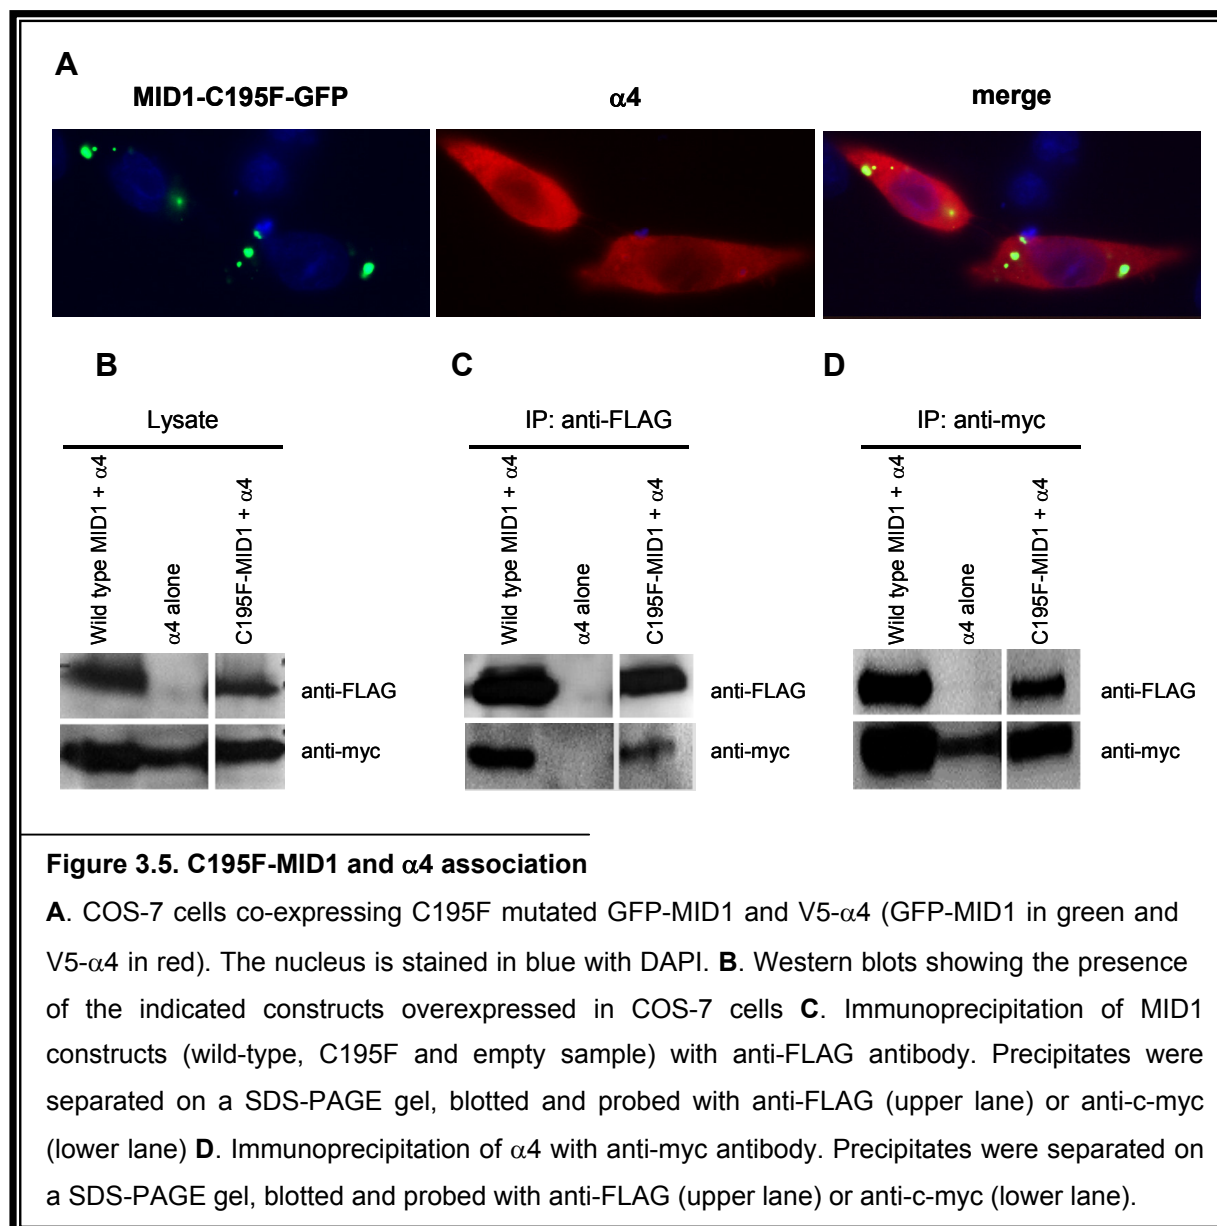 A
MID1-C195F-GFP α4 merge
B C D
Lysate IP: anti-FLAG IP: anti-myc
Wild type MID1 + α4
α4 alone
C195F-MID1 + α4
Wild type MID1 + α4
α4 alone
C195F-MID1 + α4
Wild type MID1 + α4
α4 alone
C195F-MID1 + α4
anti-FLAG anti-FLAG anti-FLAG
anti-myc anti-myc anti-myc
Figure 3.5. C195F-MID1 and α4 association
A. COS-7 cells co-expressing C195F mutated GFP-MID1 and V5-α4 (GFP-MID1 in green and
V5-α4 in red). The nucleus is stained in blue with DAPI. B. Western blots showing the presence
of the indicated constructs overexpressed in COS-7 cells C. Immunoprecipitation of MID1
constructs (wild-type, C195F and empty sample) with anti-FLAG antibody. Precipitates were
separated on a SDS-PAGE gel, blotted and probed with anti-FLAG (upper lane) or anti-c-myc
(lower lane) D. Immunoprecipitation of α4 with anti-myc antibody. Precipitates were separated on
a SDS-PAGE gel, blotted and probed with anti-FLAG (upper lane) or anti-c-myc (lower lane).